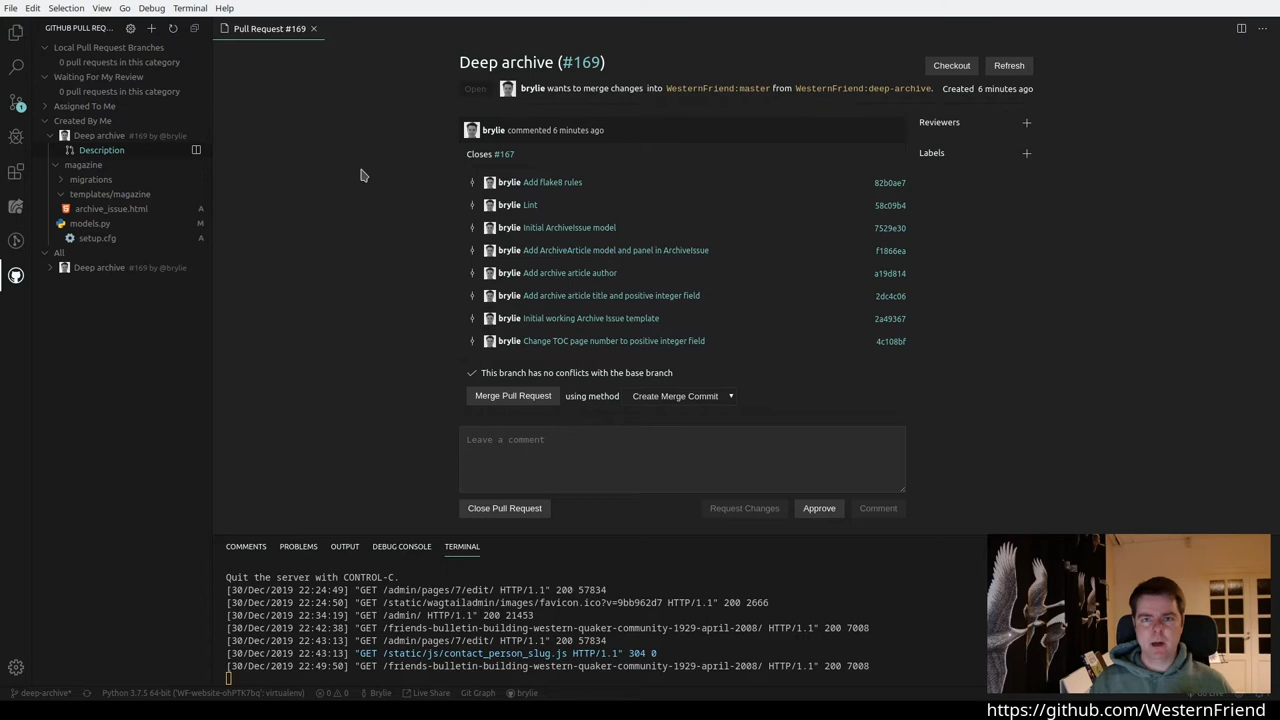 File Edit Selection View Go Debug Terminal Help
GITHUB PULL REQ...
Pull Request #169
Local Pull Request Branches
0 pull requests in this category
Waiting For My Review
0 pull requests in this category
Assigned To Me
Created By Me
Deep archive #169 by @brylie
Description
magazine
migrations
templates/magazine
archive_issue.html A
models.py M
setup.cfg A
All
Deep archive #169 by @brylie
1
Deep archive (#169)
Checkout Refresh
Open brylie wants to merge changes into WesternFriend:master from WesternFriend:deep-archive. Created 6 minutes ago
brylie commented 6 minutes ago
Closes #167
brylie Add flake8 rules 82b0ae7
brylie Lint 58c09b4
brylie Initial ArchiveIssue model 7529e30
brylie Add ArchiveArticle model and panel in ArchiveIssue f1866ea
brylie Add archive article author a19d814
brylie Add archive article title and positive integer field 2dc4c06
brylie Initial working Archive Issue template 2a49367
brylie Change TOC page number to positive integer field 4c108bf
This branch has no conflicts with the base branch
Merge Pull Request using method Create Merge Commit
Leave a comment
Close Pull Request Request Changes Approve Comment
Reviewers
Labels
COMMENTS PROBLEMS OUTPUT DEBUG CONSOLE TERMINAL
Quit the server with CONTROL-C.
[30/Dec/2019 22:24:49] "GET /admin/pages/7/edit/ HTTP/1.1" 200 57834
[30/Dec/2019 22:24:50] "GET /static/wagtailadmin/images/favicon.ico?v=9bb962d7 HTTP/1.1" 200 2666
[30/Dec/2019 22:34:19] "GET /admin/ HTTP/1.1" 200 21453
[30/Dec/2019 22:42:38] "GET /friends-bulletin-building-western-quaker-community-1929-april-2008/ HTTP/1.1" 200 7008
[30/Dec/2019 22:43:13] "GET /admin/pages/7/edit/ HTTP/1.1" 200 57834
[30/Dec/2019 22:43:13] "GET /static/js/contact_person_slug.js HTTP/1.1" 304 0
[30/Dec/2019 22:49:50] "GET /friends-bulletin-building-western-quaker-community-1929-april-2008/ HTTP/1.1" 200 7008
deep-archive* Python 3.7.5 64-bit ('WF-website-ohPTK7bq': virtualenv) 0 0 Brylie Live Share Git Graph brylie
https://github.com/WesternFriend